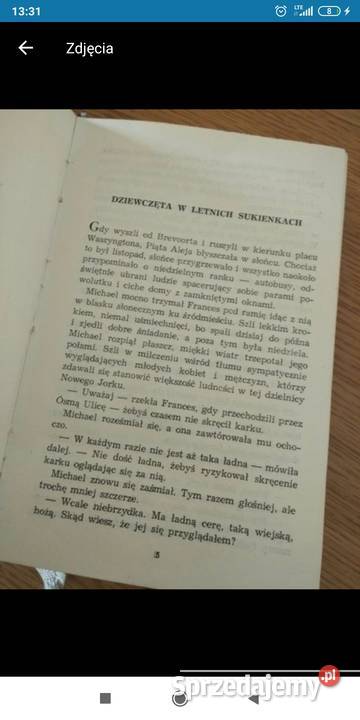 13:31
LTE
8
Zdjęcia
DZIEWCZĘTA W LETNICH SUKIENKACH
Gdy wyszli od Brevoorta i ruszyli w kierunku placu
Waszyngtona, Piąta Aleja błyszczała w słońcu. Chociaż
to był listopad, słońce przygrzewało i wszystko naokoło
przypominało o niedzielnym ranku — autobusy, od-
świętnie ubrani ludzie spacerujący sobie parami po-
wolutku i ciche domy z zamkniętymi oknami.
Michael mocno trzymał Frances pod ramię idąc z nią
w blasku słonecznym ku śródmieściu. Szli lekkim kro-
kiem, niemal uśmiechnięci, bo spali dzisiaj do późna
i zjedli dobre śniadanie, a poza tym była niedziela.
Michael rozpiął płaszcz, miękki wiatr trzepotał jego
połami. Szli w milczeniu wśród tłumu sympatycznie
wyglądających młodych kobiet i mężczyzn, którzy
zdawali się stanowić większość ludności w tej dzielnicy
Nowego Jorku.
— Uważaj — rzekła Frances, gdy przechodzili przez
Ósmą Ulicę — żebyś czasem nie skręcił karku.
Michael roześmiał się, a ona zawtórowała mu ocho-
czo.
— W każdym razie nie jest aż taka ładna — mówiła
dalej. — Nie dość ładna, żebyś ryzykował skręcenie
karku oglądając się za nią.
Michael znowu się zaśmiał. Tym razem głośniej, ale
trochę mniej szczerze.
— Wcale niebrzydka. Ma ładną cerę, taką wiejską,
hożą. Skąd wiesz, że jej się przyglądałem?
5
Sprzedajemy.pl